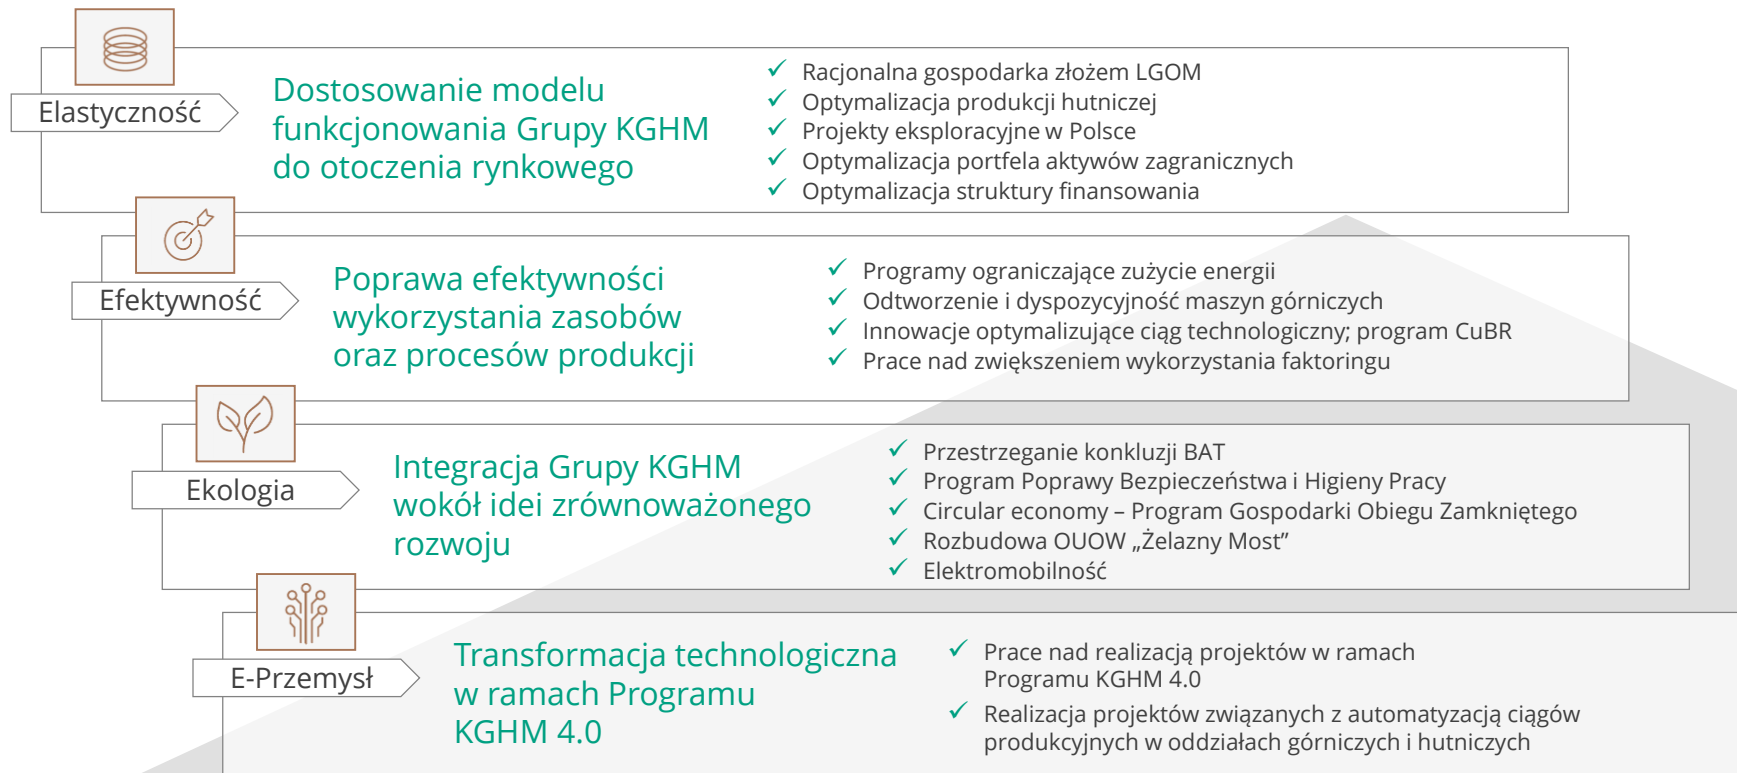 Elastyczność
Dostosowanie modelu
funkcjonowania Grupy KGHM
do otoczenia rynkowego
Racjonalna gospodarka złożem LGOM
Optymalizacja produkcji hutniczej
Projekty eksploracyjne w Polsce
Optymalizacja portfela aktywów zagranicznych
Optymalizacja struktury finansowania
Efektywność
Poprawa efektywności
wykorzystania zasobów
oraz procesów produkcji
Programy ograniczające zużycie energii
Odtworzenie i dyspozycyjność maszyn górniczych
Innowacje optymalizujące ciąg technologiczny; program CuBR
Prace nad zwiększeniem wykorzystania faktoringu
Ekologia
Integracja Grupy KGHM
wokół idei zrównoważonego
rozwoju
Przestrzeganie konkluzji BAT
Program Poprawy Bezpieczeństwa i Higieny Pracy
Circular economy – Program Gospodarki Obiegu Zamkniętego
Rozbudowa OUOW „Żelazny Most”
Elektromobilność
E-Przemysł
Transformacja technologiczna
w ramach Programu
KGHM 4.0
Prace nad realizacją projektów w ramach
Programu KGHM 4.0
Realizacja projektów związanych z automatyzacją ciągów
produkcyjnych w oddziałach górniczych i hutniczych